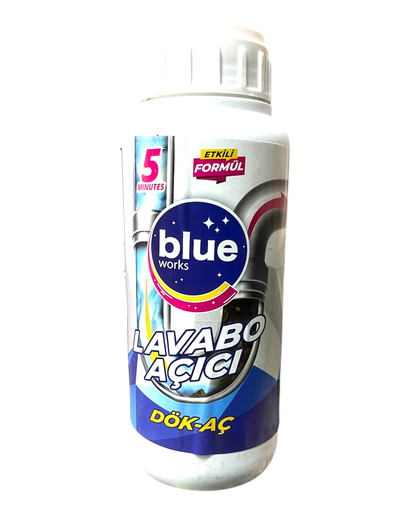 ETKİLİ
FORMÜL
5
MINUTES
blue
works
LAVABO
AÇICI
DÖK-AÇ